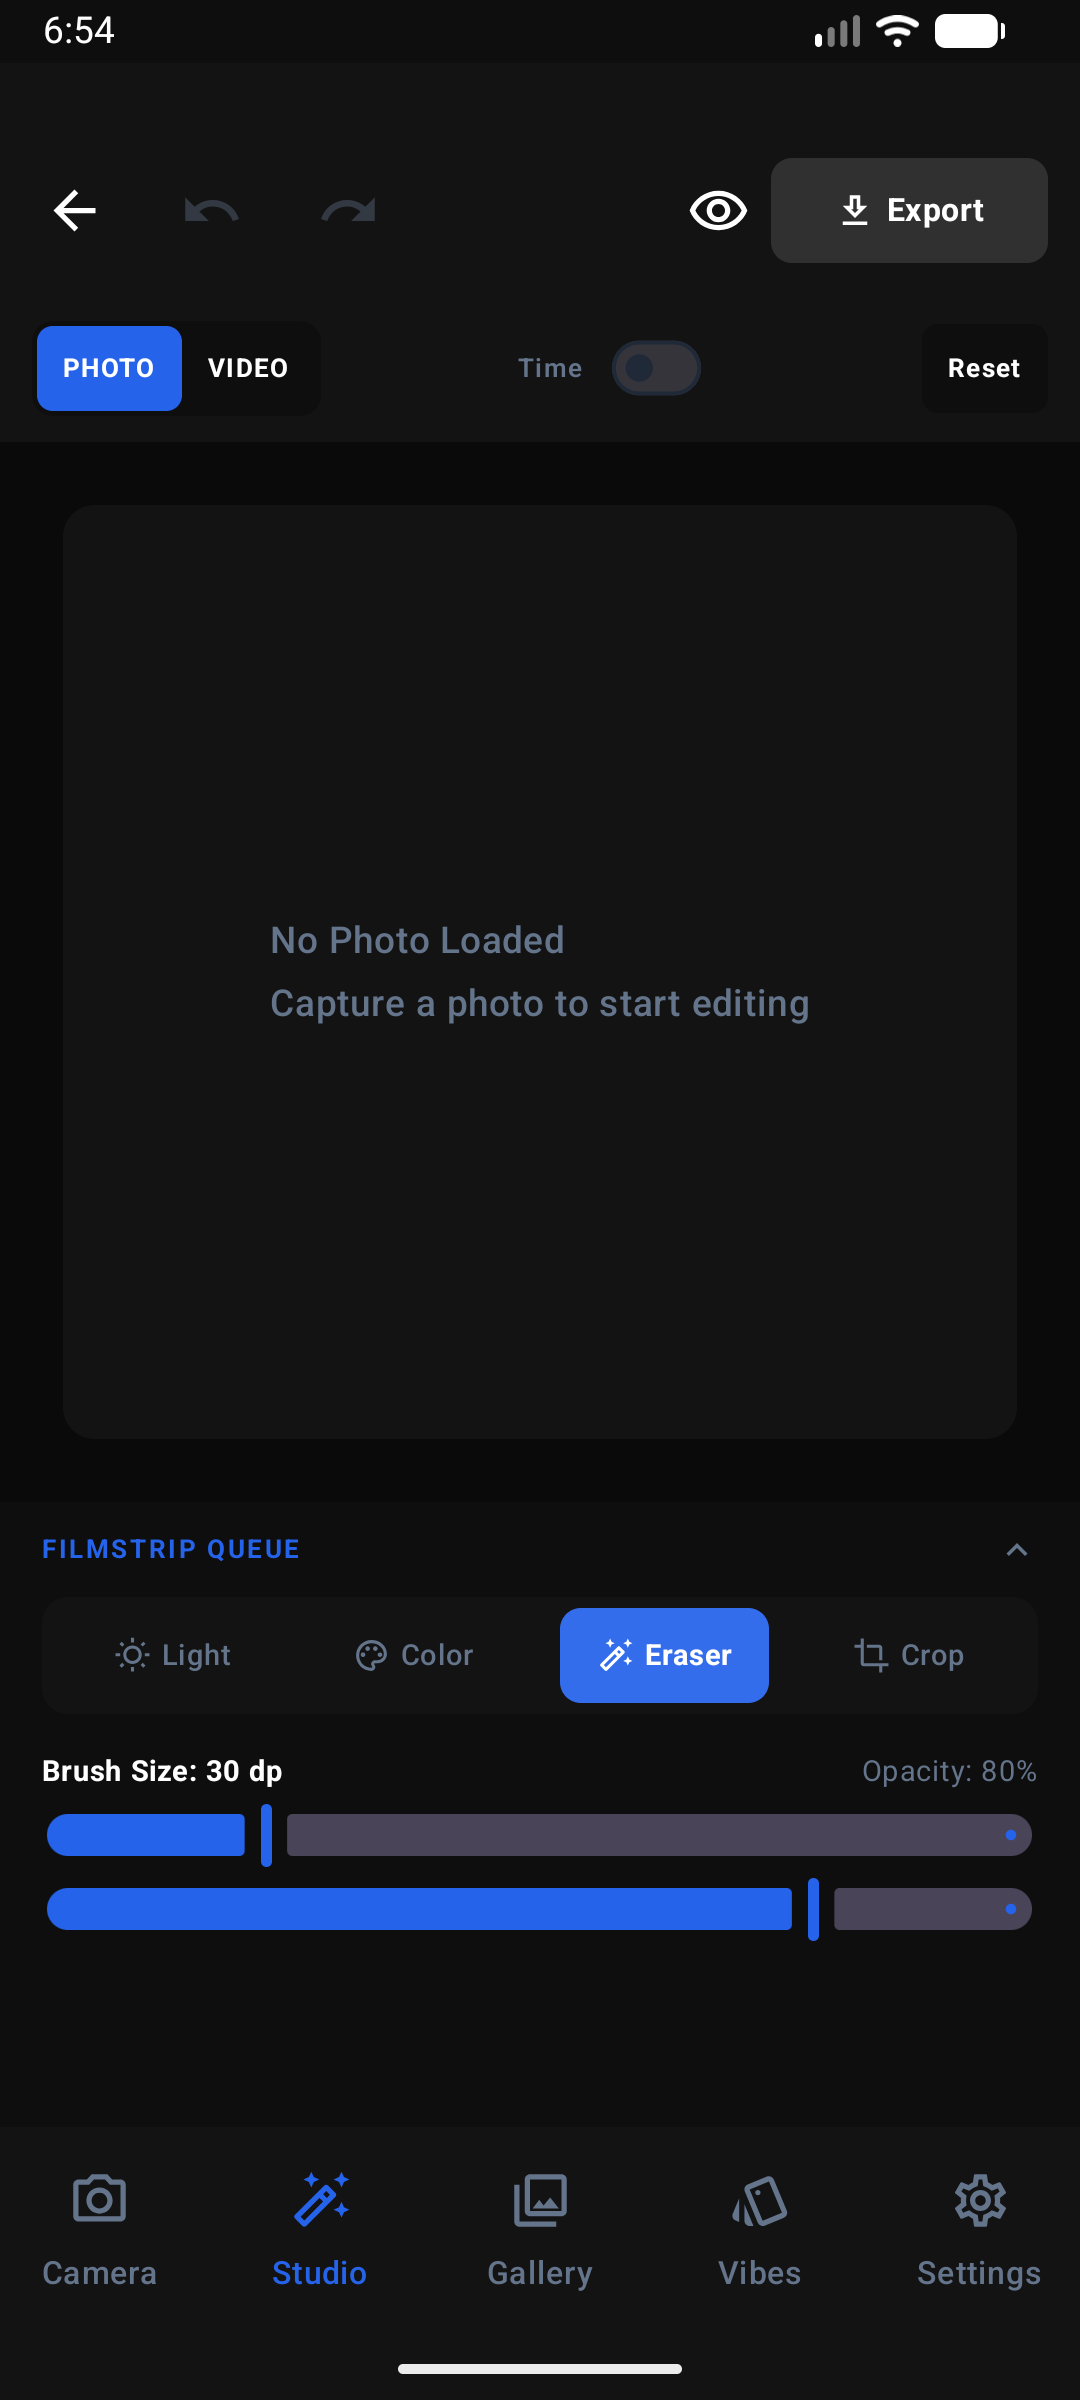 6:54
Export
PHOTO
VIDEO
Time
Reset
No Photo Loaded
Capture a photo to start editing
FILMSTRIP QUEUE
Light
Color
Eraser
Crop
Brush Size: 30 dp
Opacity: 80%
Camera
Studio
Gallery
Vibes
Settings